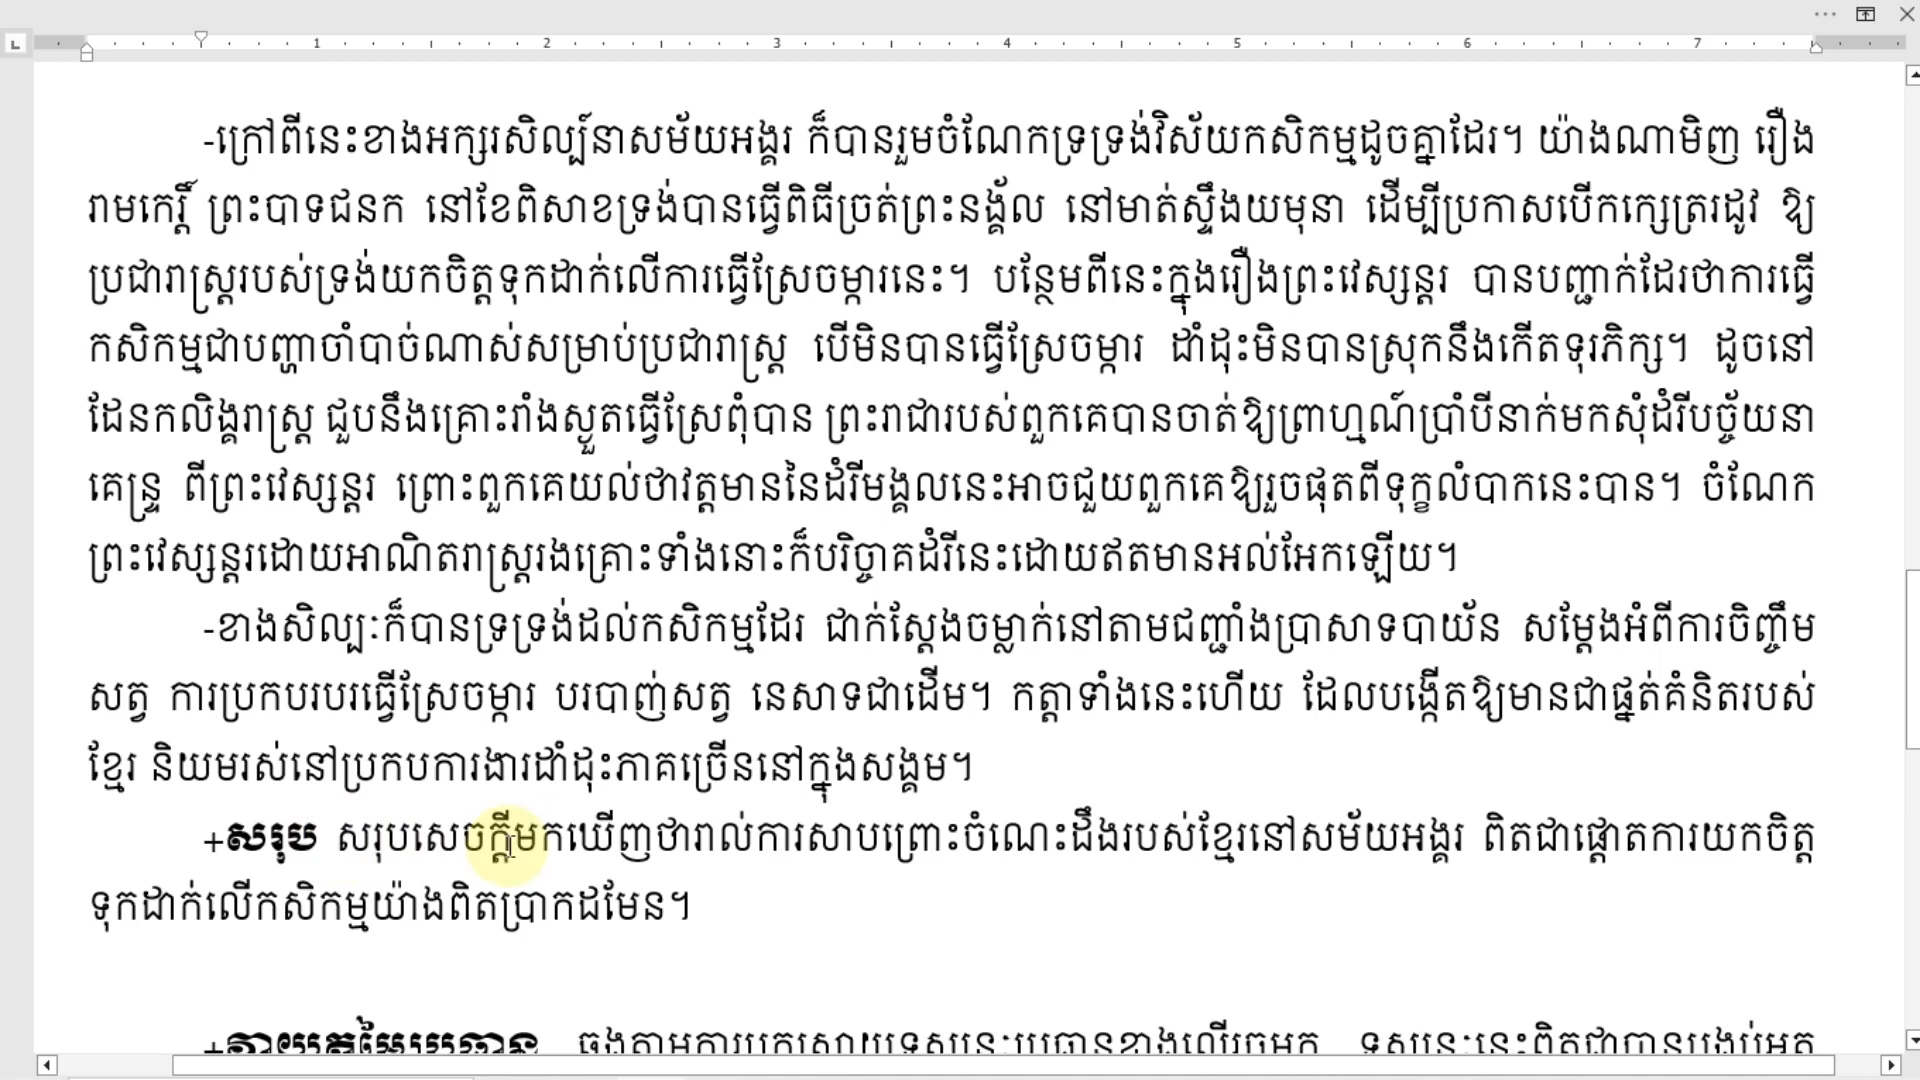 1 2 3 4 5 6 7
-ក្រៅពីនេះខាងអក្សរសិល្ប៍នាសម័យអង្គរ ក៏បានរួមចំណែកទ្រទ្រង់វិស័យកសិកម្មដូចគ្នាដែរ។ យ៉ាងណាមិញ រឿង
រាមកេរ្តិ៍ ព្រះបាទជនក នៅខែពិសាខទ្រង់បានធ្វើពិធីច្រត់ព្រះនង្គ័ល នៅមាត់ស្ទឹងយមុនា ដើម្បីប្រកាសបើកក្សេត្ររដូវ ឱ្យ
ប្រជារាស្ត្ររបស់ទ្រង់យកចិត្តទុកដាក់លើការធ្វើស្រែចម្ការនេះ។ បន្ថែមពីនេះក្នុងរឿងព្រះវេស្សន្តរ បានបញ្ជាក់ដែរថាការធ្វើ
កសិកម្មជាបញ្ហាចាំបាច់ណាស់សម្រាប់ប្រជារាស្ត្រ បើមិនបានធ្វើស្រែចម្ការ ដាំដុះមិនបានស្រុកនឹងកើតទុរភិក្ស។ ដូចនៅ
ដែនកលិង្គរាស្ត្រ ជួបនឹងគ្រោះរាំងស្ងួតធ្វើស្រែពុំបាន ព្រះរាជារបស់ពួកគេបានចាត់ឱ្យព្រាហ្មណ៍ប្រាំបីនាក់មកសុំដំរីបច្ច័យនា
គេន្ទ្រ ពីព្រះវេស្សន្តរ ព្រោះពួកគេយល់ថាវត្តមាននៃដំរីមង្គលនេះអាចជួយពួកគេឱ្យរួចផុតពីទុក្ខលំបាកនេះបាន។ ចំណែក
ព្រះវេស្សន្តរដោយអាណិតរាស្ត្ររងគ្រោះទាំងនោះក៏បរិច្ចាគដំរីនេះដោយឥតមានអល់អែកឡើយ។
-ខាងសិល្បៈក៏បានទ្រទ្រង់ដល់កសិកម្មដែរ ជាក់ស្តែងចម្លាក់នៅតាមជញ្ជាំងប្រាសាទបាយ័ន សម្តែងអំពីការចិញ្ចឹម
សត្វ ការប្រកបរបរធ្វើស្រែចម្ការ បរបាញ់សត្វ នេសាទជាដើម។ កត្តាទាំងនេះហើយ ដែលបង្កើតឱ្យមានជាផ្នត់គំនិតរបស់
ខ្មែរ និយមរស់នៅប្រកបការងារដាំដុះភាគច្រើននៅក្នុងសង្គម។
+សរុប សរុបសេចក្តីមកឃើញថារាល់ការសាបព្រោះចំណេះដឹងរបស់ខ្មែរនៅសម័យអង្គរ ពិតជាផ្តោតការយកចិត្ត
ទុកដាក់លើកសិកម្មយ៉ាងពិតប្រាកដមែន។